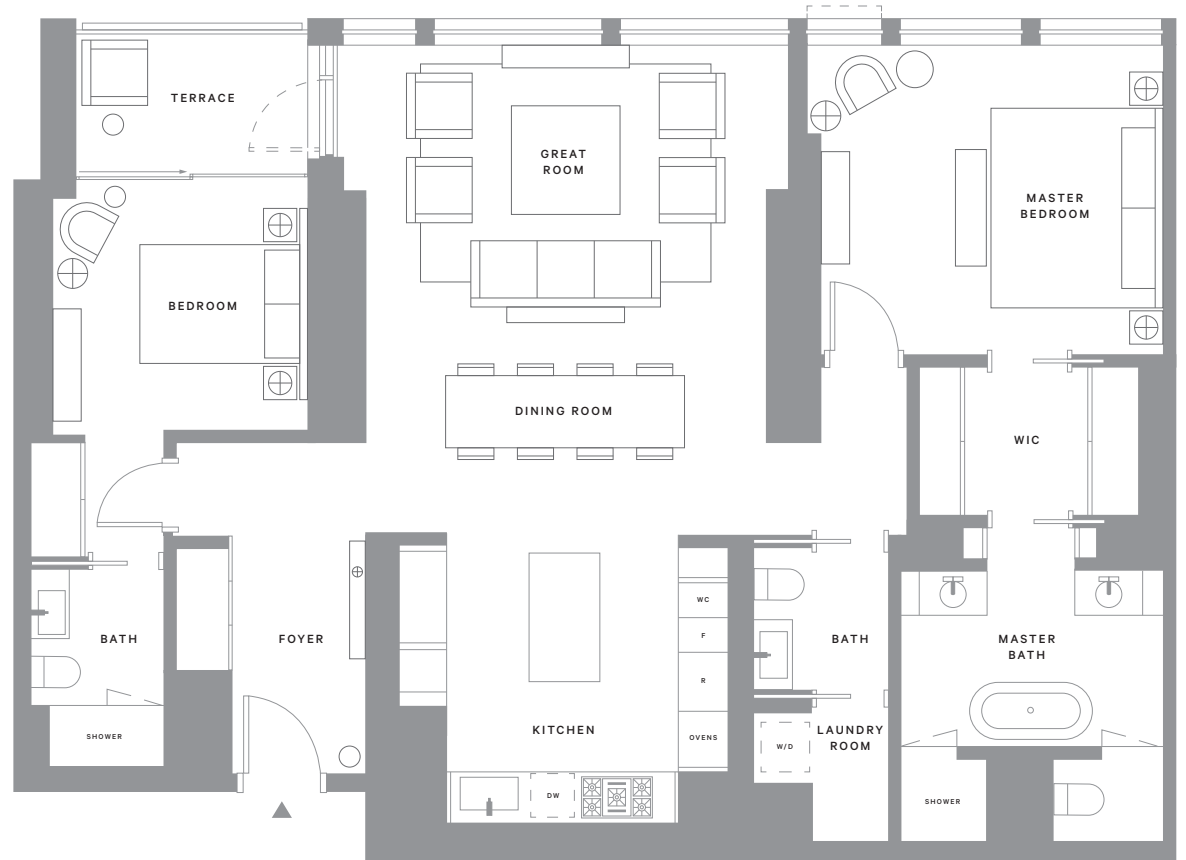 TERRACE
GREAT
ROOM
MASTER
BEDROOM
BEDROOM
DINING ROOM
WIC
WC
F
R
OVENS
BATH
FOYER
BATH
MASTER
BATH
KITCHEN
LAUNDRY
ROOM
SHOWER
W/D
DW
SHOWER